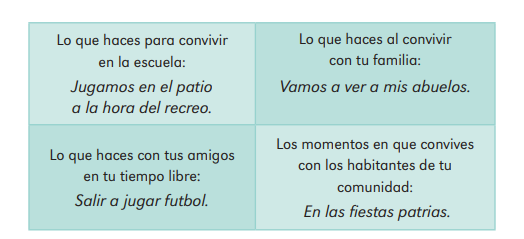 Lo que haces para convivir
en la escuela:
Jugamos en el patio
a la hora del recreo.
Lo que haces al convivir
con tu familia:
Vamos a ver a mis abuelos.
Lo que haces con tus amigos
en tu tiempo libre:
Salir a jugar futbol.
Los momentos en que convives
con los habitantes de tu
comunidad:
En las fiestas patrias.